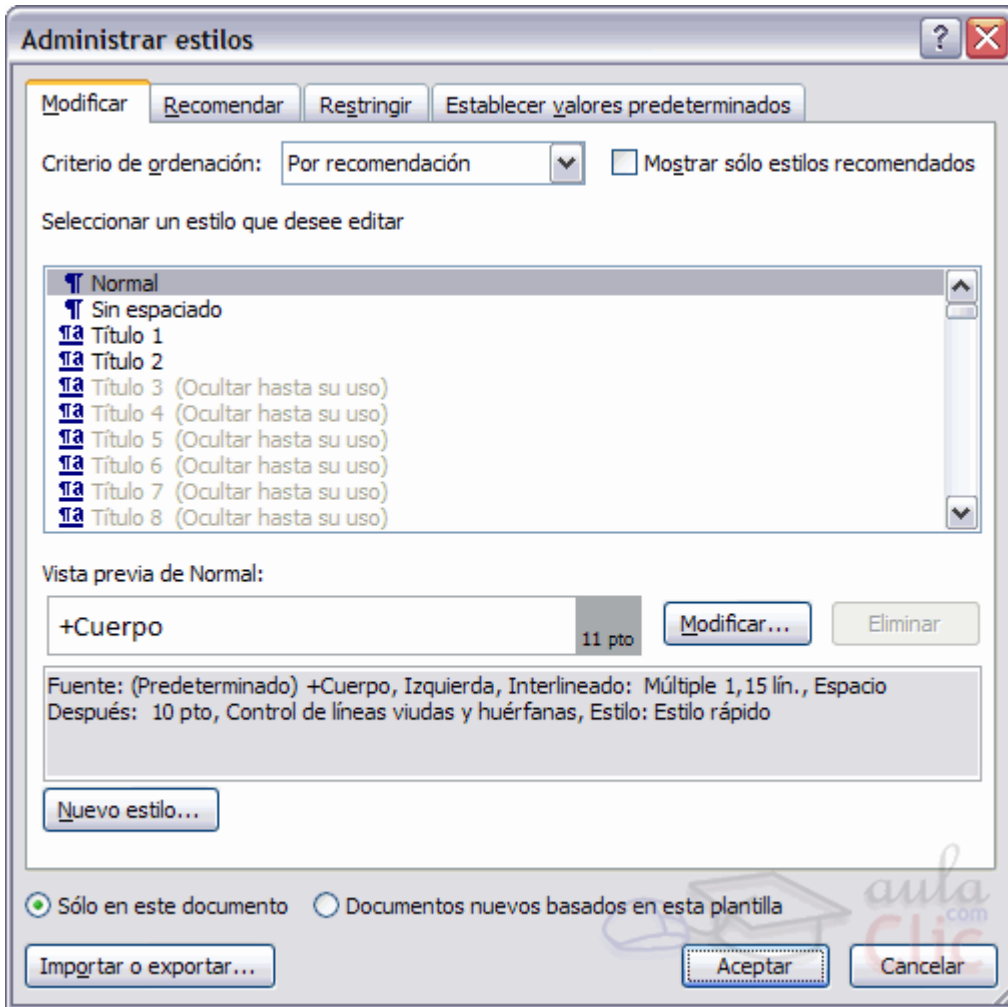 Administrar estilos
Modificar Recomendar Restringir Establecer valores predeterminados
Criterio de ordenación: Por recomendación Mostrar sólo estilos recomendados
Seleccionar un estilo que desee editar
¶ Normal
¶ Sin espaciado
¶a Título 1
¶a Título 2
¶a Título 3 (Ocultar hasta su uso)
¶a Título 4 (Ocultar hasta su uso)
¶a Título 5 (Ocultar hasta su uso)
¶a Título 6 (Ocultar hasta su uso)
¶a Título 7 (Ocultar hasta su uso)
¶a Título 8 (Ocultar hasta su uso)
Vista previa de Normal:
+Cuerpo 11 pto Modificar... Eliminar
Fuente: (Predeterminado) +Cuerpo, Izquierda, Interlineado: Múltiple 1,15 lín., Espacio
Después: 10 pto, Control de líneas viudas y huérfanas, Estilo: Estilo rápido
Nuevo estilo...
Sólo en este documento Documentos nuevos basados en esta plantilla
Importar o exportar... Aceptar Cancelar
aula
.com
Clic